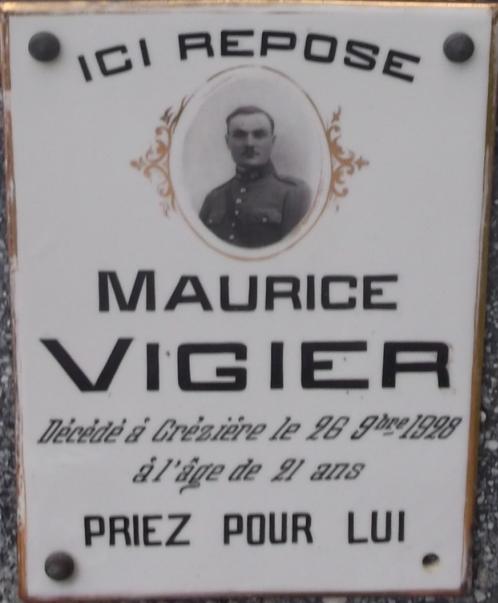 ICI REPOSE
MAURICE
VIGIER
Décédé à Crézière le 26 9bre 1928
à l'âge de 21 ans
PRIEZ POUR LUI